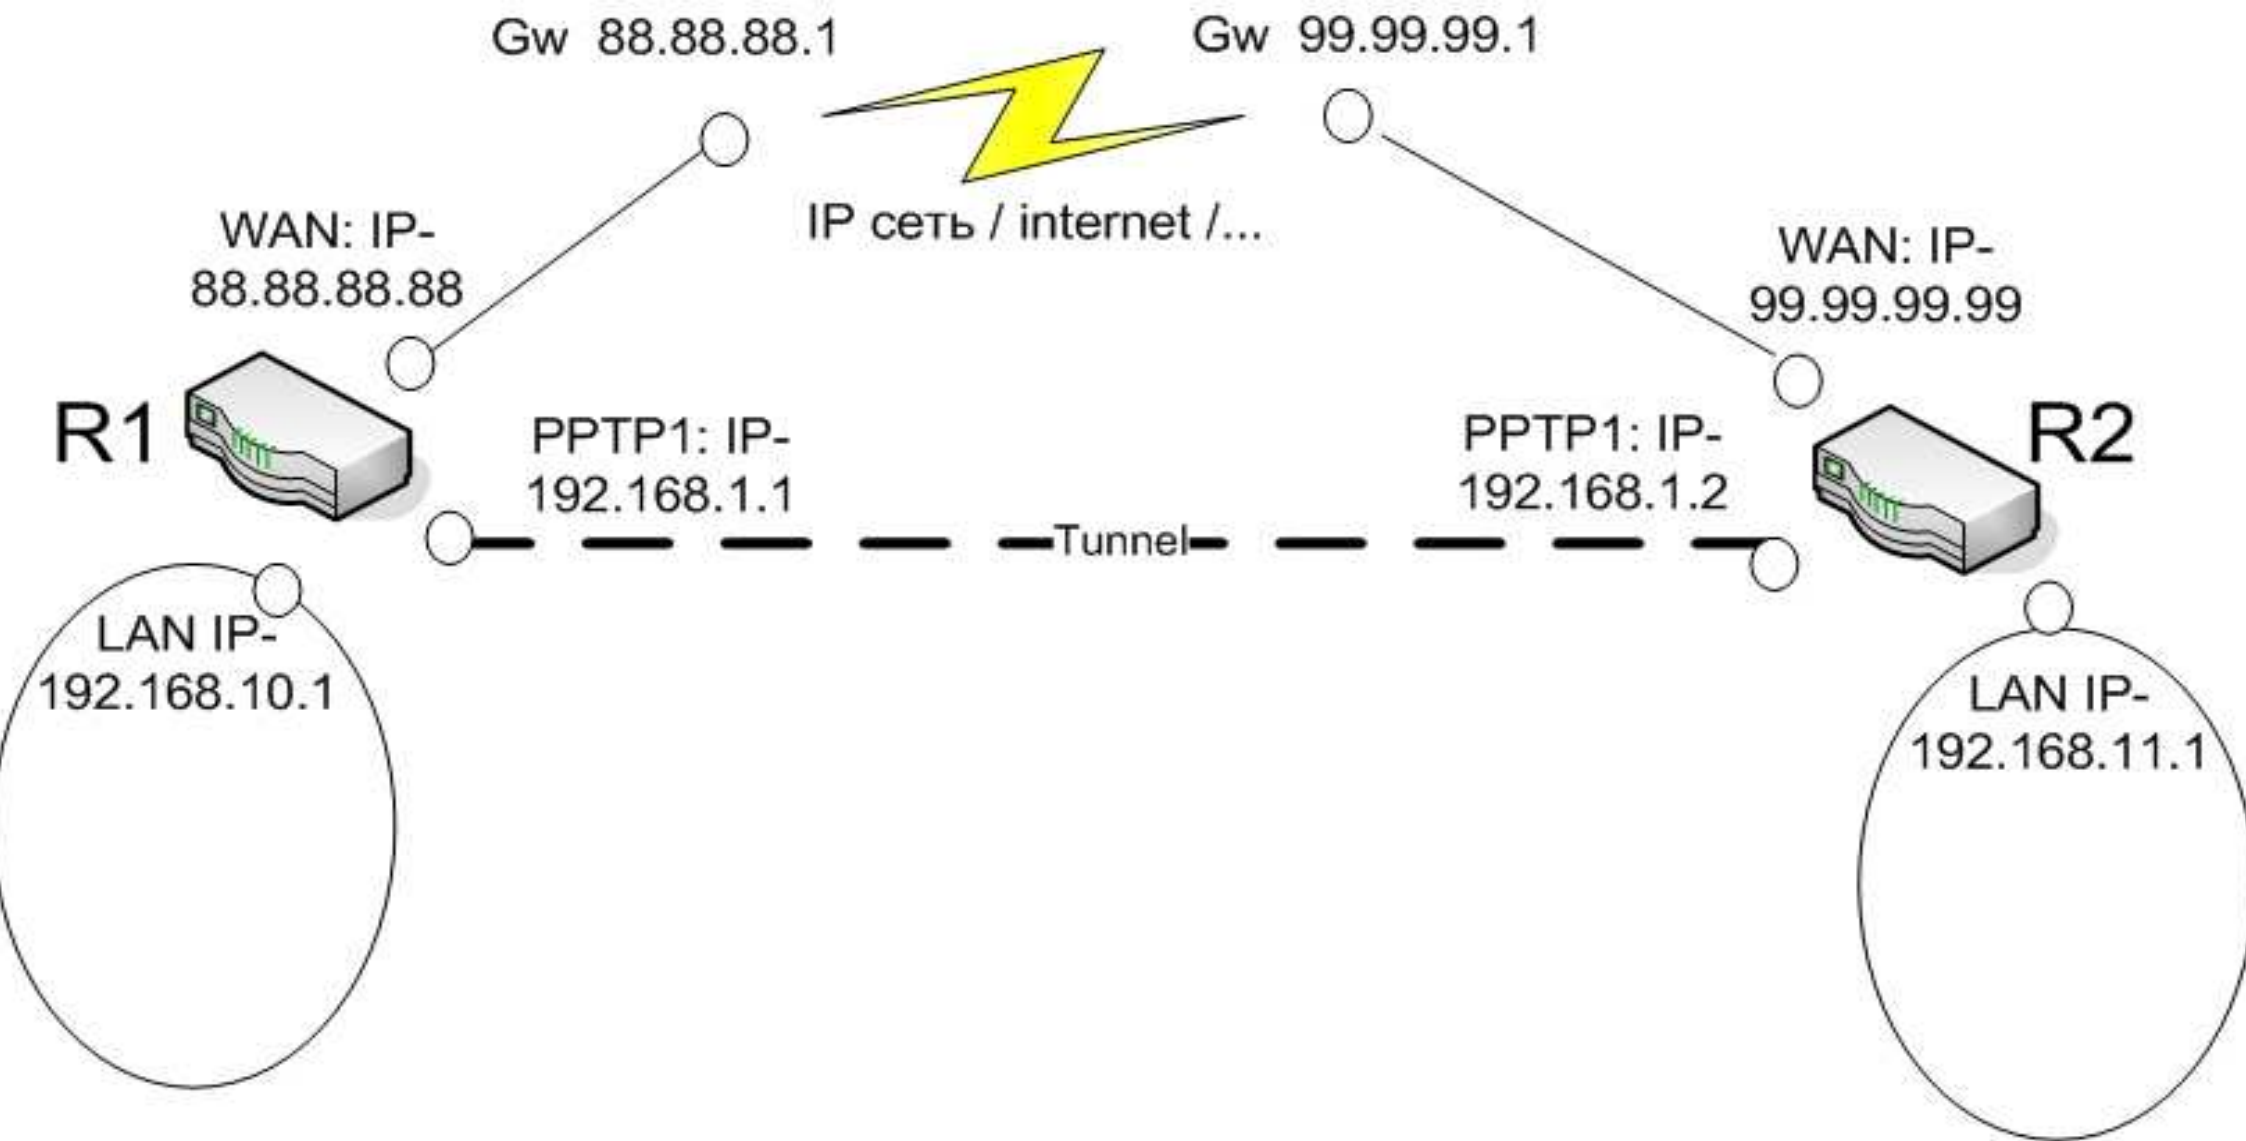 Gw 88.88.88.1
Gw 99.99.99.1
IP сеть / internet /...
WAN: IP-
88.88.88.88
WAN: IP-
99.99.99.99
R1
PPTP1: IP-
192.168.1.1
PPTP1: IP-
192.168.1.2
R2
Tunnel
LAN IP-
192.168.10.1
LAN IP-
192.168.11.1